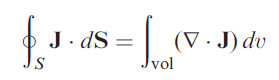 ∮_S J · dS = ∫_vol (∇ · J) dv